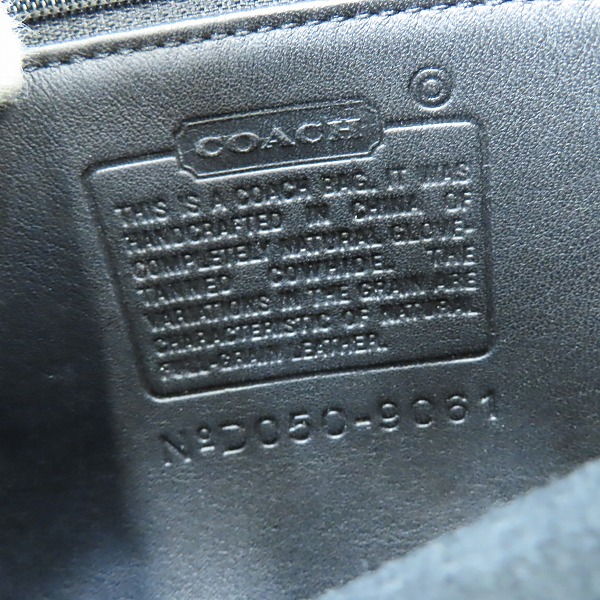 ©
COACH
THIS IS A COACH BAG. IT WAS
HANDCRAFTED IN CHINA, OF
COMPLETELY NATURAL GLOVE-
TANNED COWHIDE. THE
VARIATIONS IN THE GRAIN ARE
CHARACTERISTIC OF NATURAL
FULL-GRAIN LEATHER.
NºD050-9061